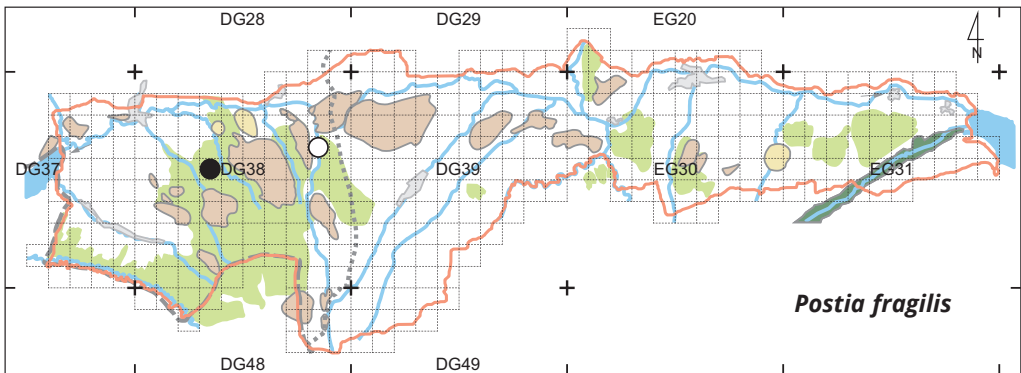 DG28 DG29 EG20
N
DG37 DG38 DG39 EG30 EG31
Postia fragilis
DG48 DG49